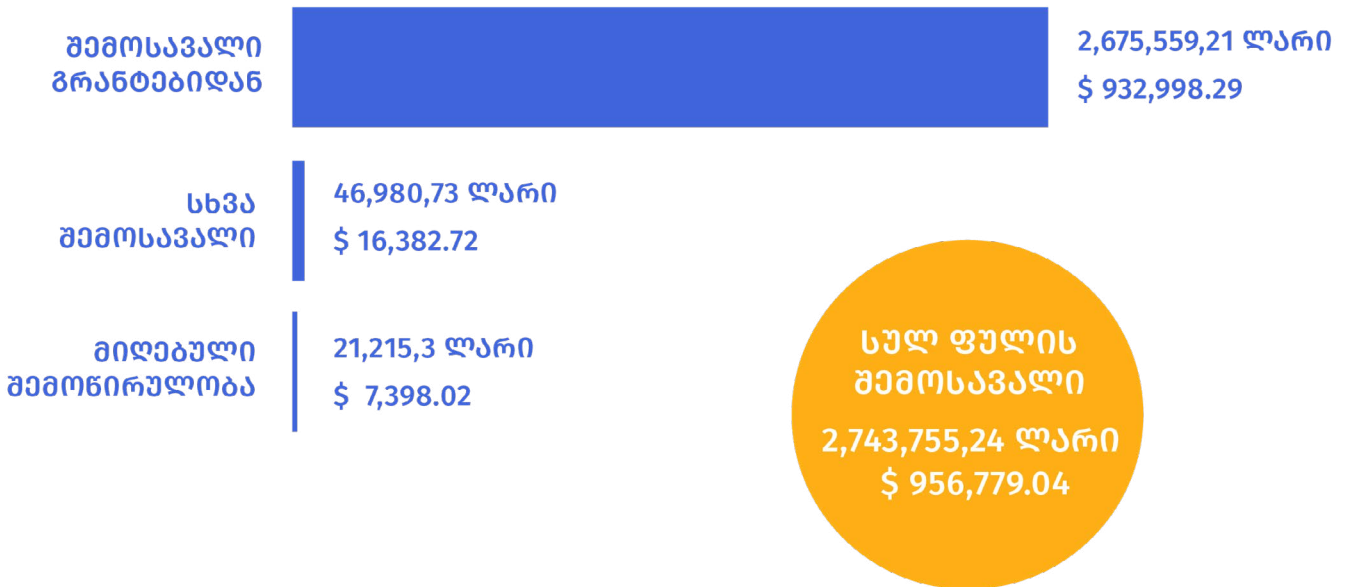 შემოსავალი
გრანტებიდან
2,675,559,21 ლარი
$ 932,998.29
სხვა
შემოსავალი
46,980,73 ლარი
$ 16,382.72
მიღებული
შემოწირულობა
21,215,3 ლარი
$ 7,398.02
სულ ფულის
შემოსავალი
2,743,755,24 ლარი
$ 956,779.04